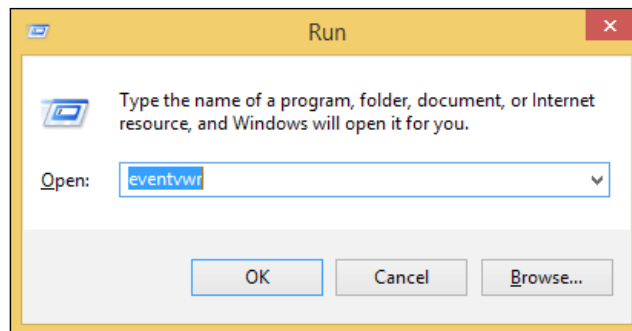 Run
Type the name of a program, folder, document, or Internet
resource, and Windows will open it for you.
Open: eventvwr
OK Cancel Browse...